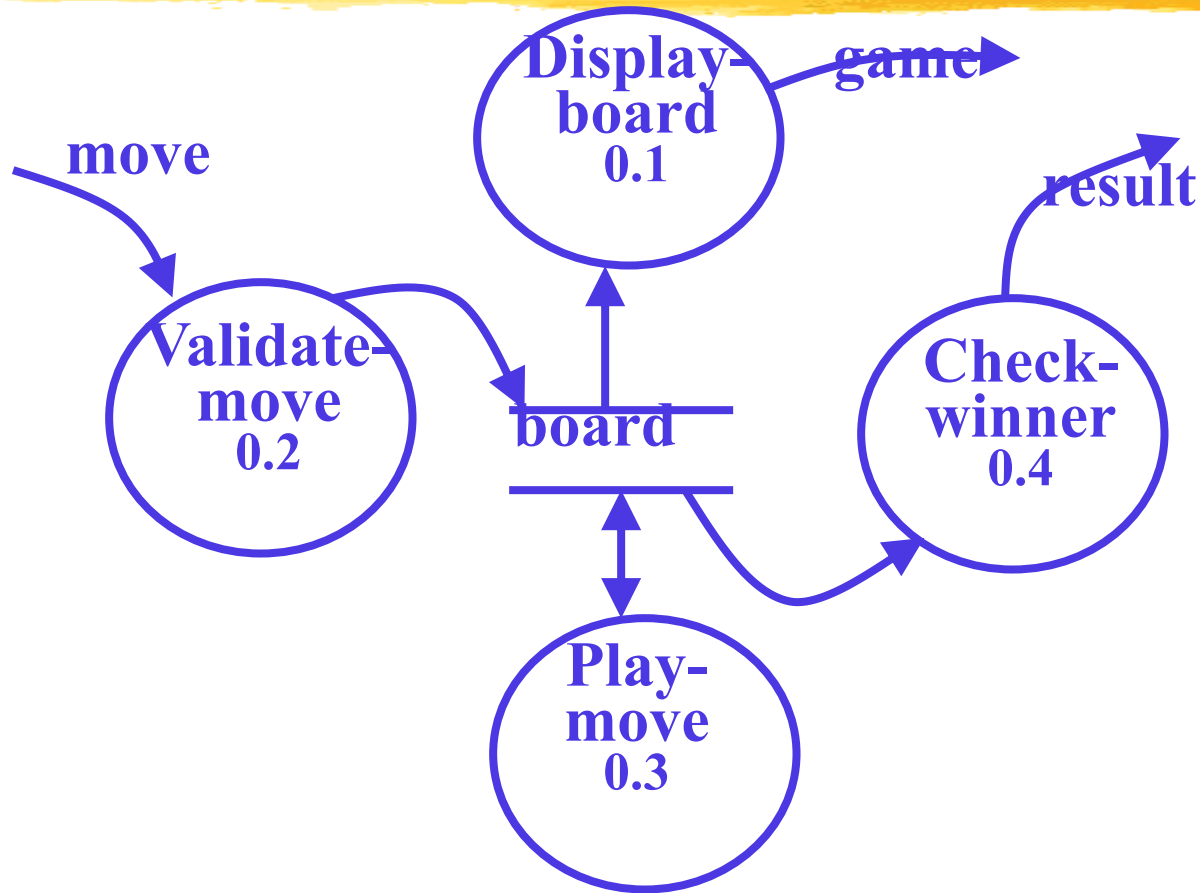 Display-
board
0.1
game
move
result
Validate-
move
0.2
board
Check-
winner
0.4
Play-
move
0.3